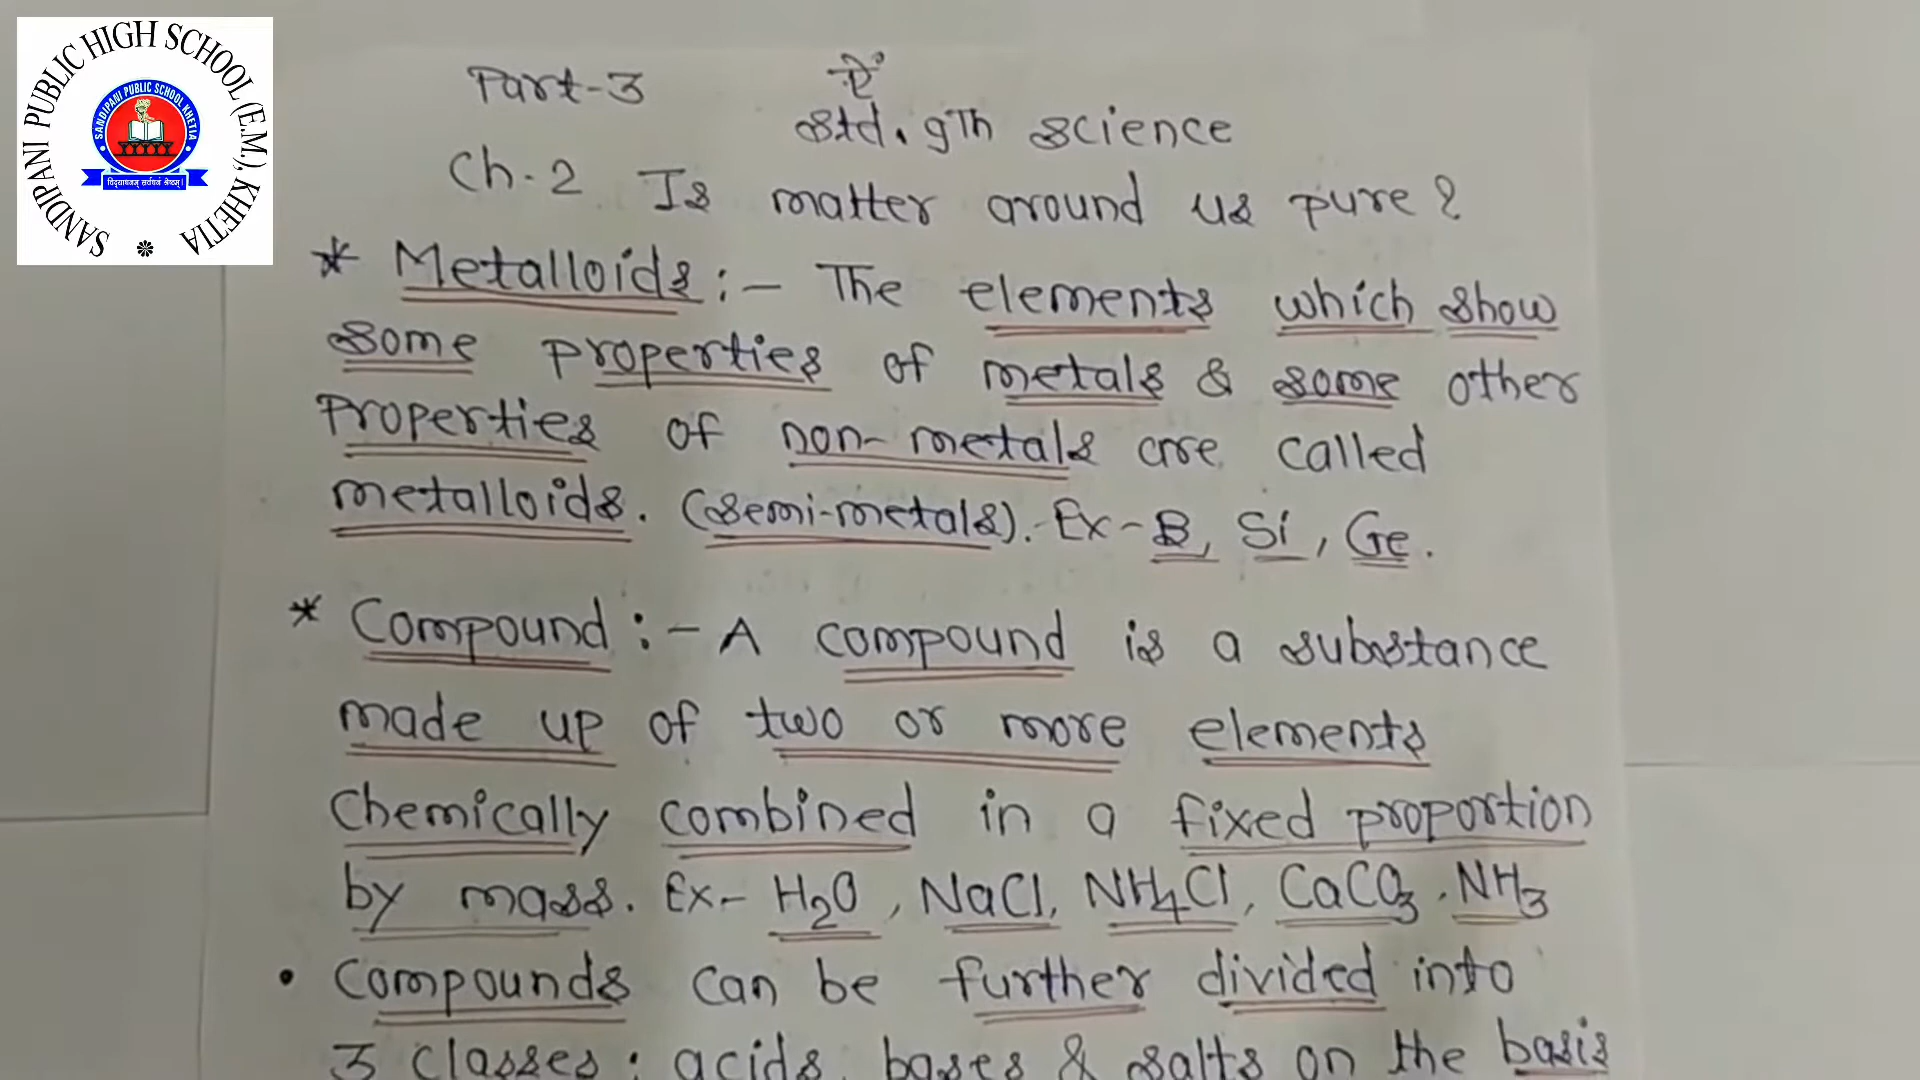 SANDIPANI PUBLIC HIGH SCHOOL (E.M.), KHETIA
SANDIPANI PUBLIC SCHOOL KHETIA
Part-3
ऐं
Std. 9Th Science
Ch.2 Is matter around us pure?
* Metalloids :- The elements which show
some properties of metals & some other
Properties of non-metals are called
metalloids. (semi-metals). Ex- B, Si, Ge.
* Compound :- A compound is a substance
made up of two or more elements
Chemically combined in a fixed proportion
by mass. Ex- H2O, NaCl, NH4Cl, CaCO3, NH3
• Compounds can be further divided into
3 classes: acids, bases & salts on the basis